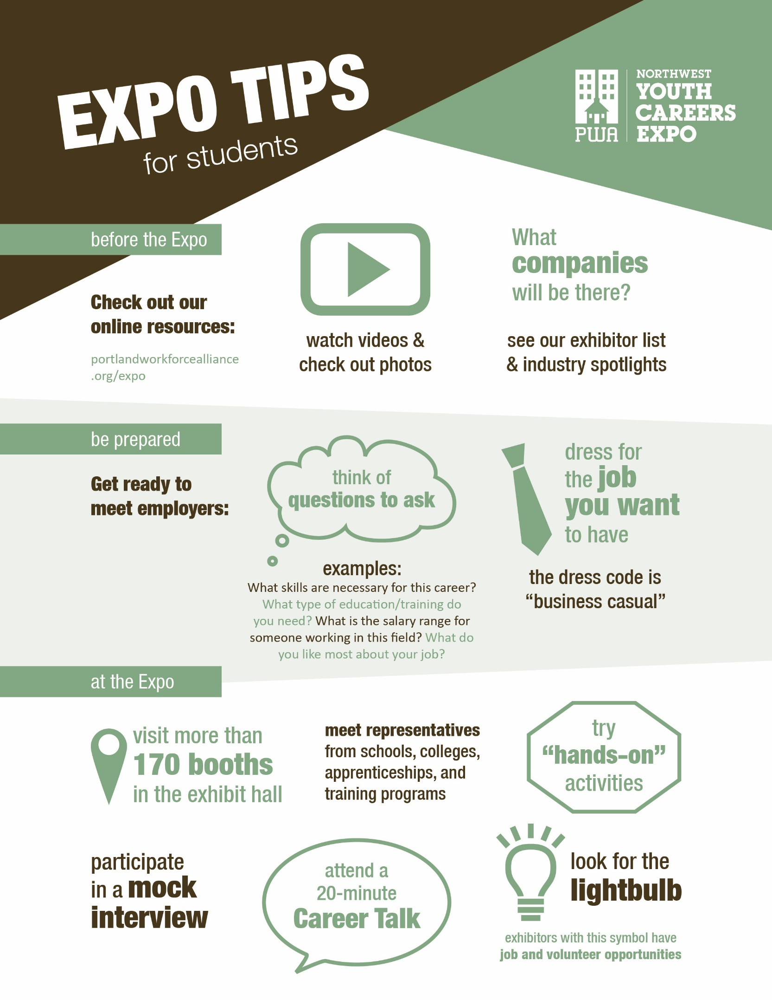 EXPO TIPS
for students
PWA
NORTHWEST
YOUTH
CAREERS
EXPO
before the Expo
Check out our
online resources:
portlandworkforcealliance
.org/expo
watch videos &
check out photos
What
companies
will be there?
see our exhibitor list
& industry spotlights
be prepared
Get ready to
meet employers:
think of
questions to ask
examples:
What skills are necessary for this career?
What type of education/training do
you need? What is the salary range for
someone working in this field? What do
you like most about your job?
dress for
the job
you want
to have
the dress code is
“business casual”
at the Expo
visit more than
170 booths
in the exhibit hall
meet representatives
from schools, colleges,
apprenticeships, and
training programs
try
“hands-on”
activities
participate
in a mock
interview
attend a
20-minute
Career Talk
look for the
lightbulb
exhibitors with this symbol have
job and volunteer opportunities